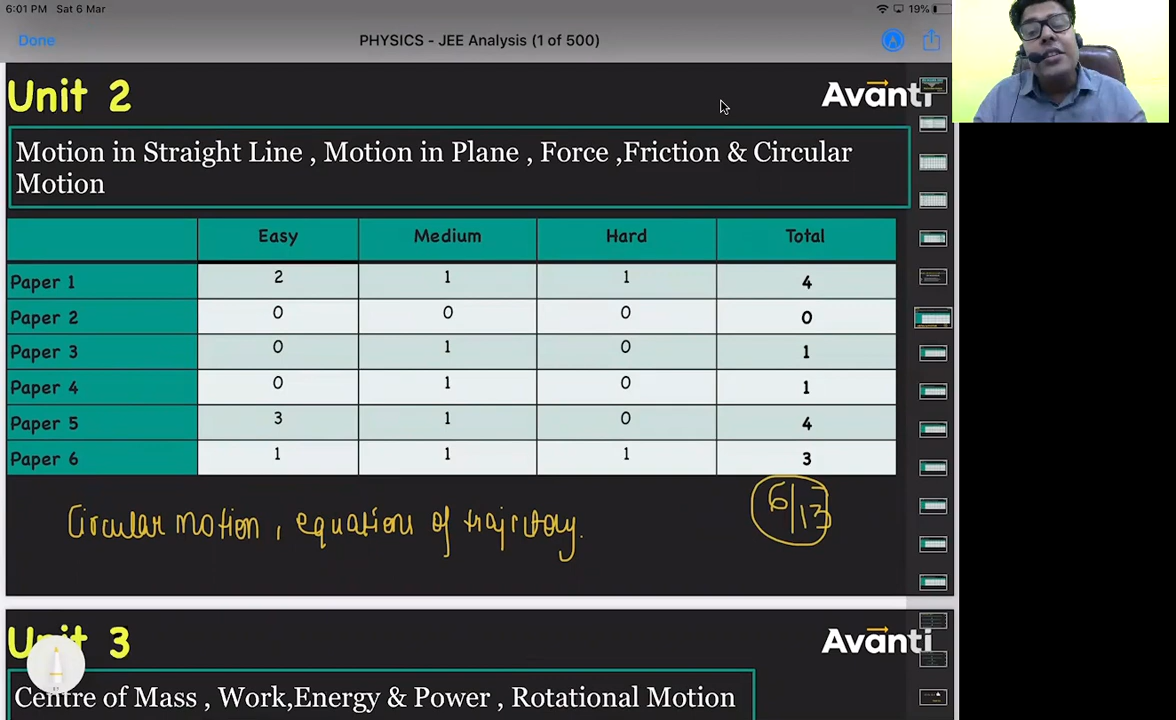 6:01 PM Sat 6 Mar
19%
Done
PHYSICS - JEE Analysis (1 of 500)
Unit 2
Avanti
Motion in Straight Line , Motion in Plane , Force ,Friction & Circular
Motion
Easy Medium Hard Total
Paper 1 2 1 1 4
Paper 2 0 0 0 0
Paper 3 0 1 0 1
Paper 4 0 1 0 1
Paper 5 3 1 0 4
Paper 6 1 1 1 3
6/13
Circular motion , equations of trajectory.
Unit 3
Avanti
Centre of Mass , Work,Energy & Power , Rotational Motion